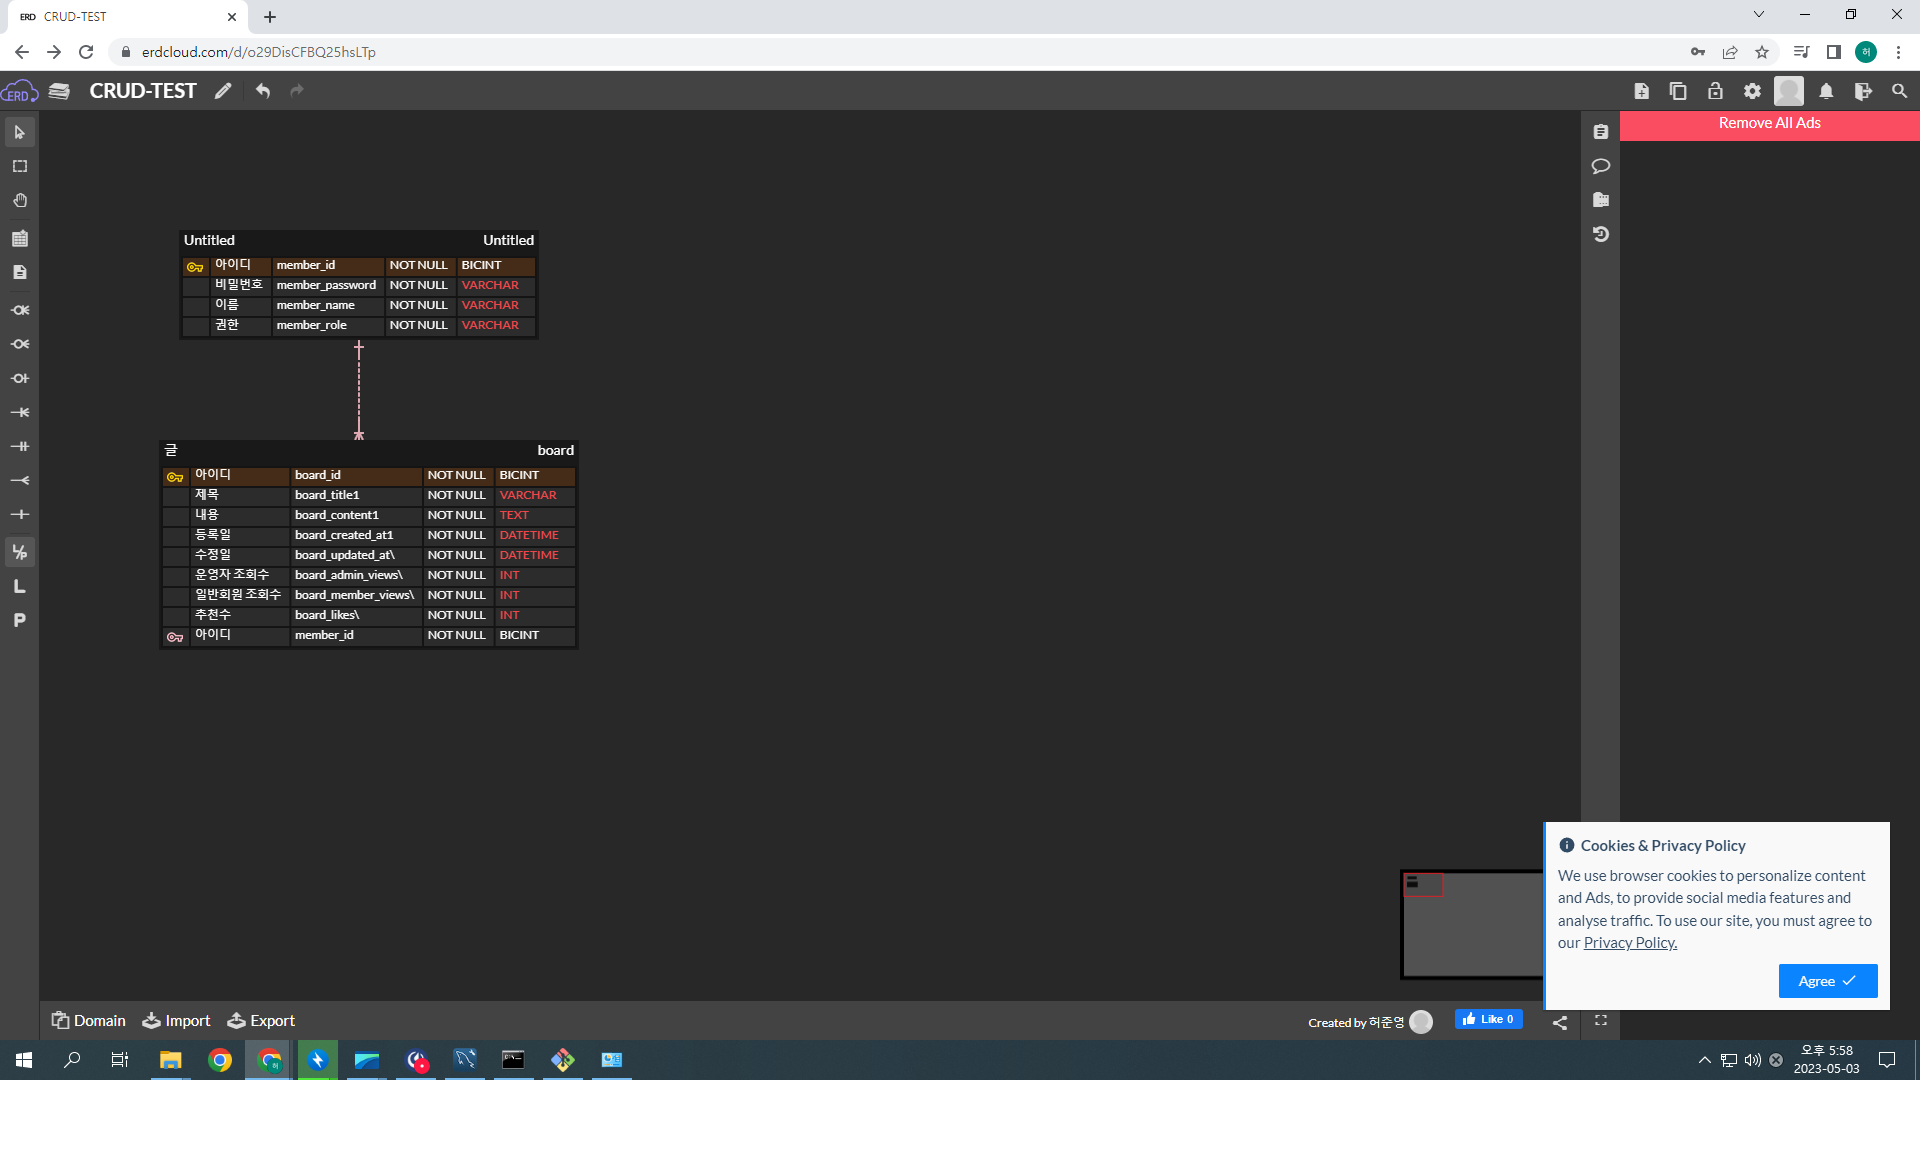 ERD CRUD-TEST
erdcloud.com/d/o29DisCFBQ25hsLTp
허
ERD CRUD-TEST
Remove All Ads
Untitled Untitled
아이디 member_id NOT NULL BICINT
비밀번호 member_password NOT NULL VARCHAR
이름 member_name NOT NULL VARCHAR
권한 member_role NOT NULL VARCHAR
글 board
아이디 board_id NOT NULL BICINT
제목 board_title1 NOT NULL VARCHAR
내용 board_content1 NOT NULL TEXT
등록일 board_created_at1 NOT NULL DATETIME
수정일 board_updated_at\ NOT NULL DATETIME
운영자 조회수 board_admin_views\ NOT NULL INT
일반회원 조회수 board_member_views\ NOT NULL INT
추천수 board_likes\ NOT NULL INT
아이디 member_id NOT NULL BICINT
L/P
L
P
Cookies & Privacy Policy
We use browser cookies to personalize content
and Ads, to provide social media features and
analyse traffic. To use our site, you must agree to
our Privacy Policy.
Agree
Domain Import Export
Created by 허준영
Like 0
허
오후 5:58
2023-05-03